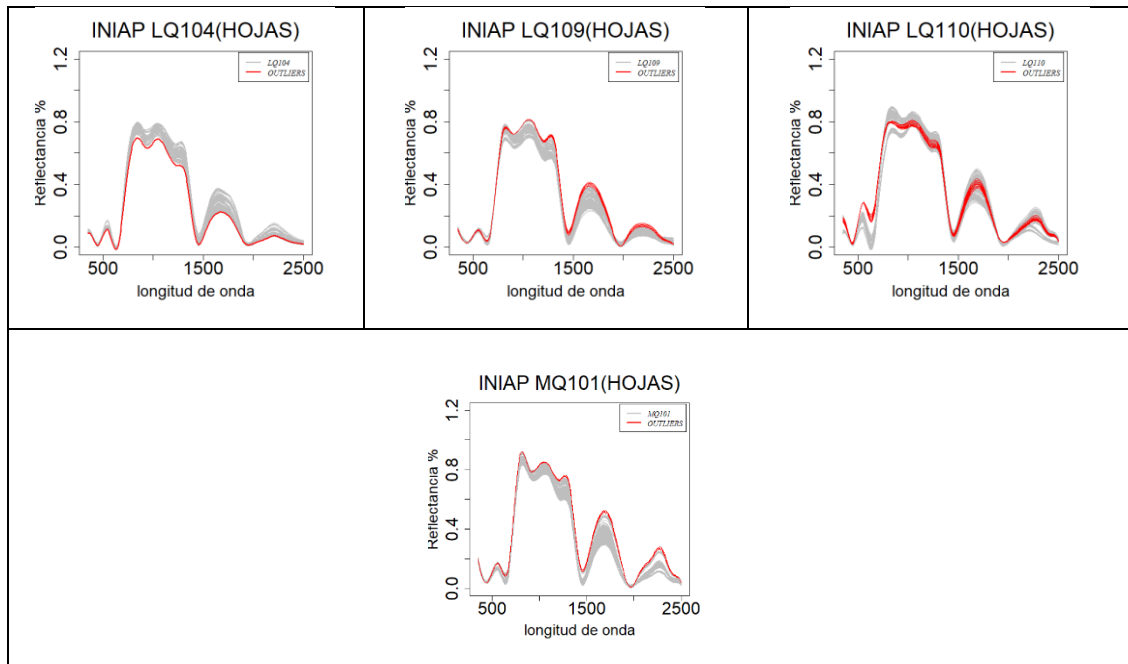 INIAP LQ104(HOJAS)
1.2
0.8
0.4
0.0
Reflectancia %
LQ104
OUTLIERS
500 1500 2500
longitud de onda
INIAP LQ109(HOJAS)
1.2
0.8
0.4
0.0
Reflectancia %
LQ109
OUTLIERS
500 1500 2500
longitud de onda
INIAP LQ110(HOJAS)
1.2
0.8
0.4
0.0
Reflectancia %
LQ110
OUTLIERS
500 1500 2500
longitud de onda
INIAP MQ101(HOJAS)
1.2
0.8
0.4
0.0
Reflectancia %
MQ101
OUTLIERS
500 1500 2500
longitud de onda